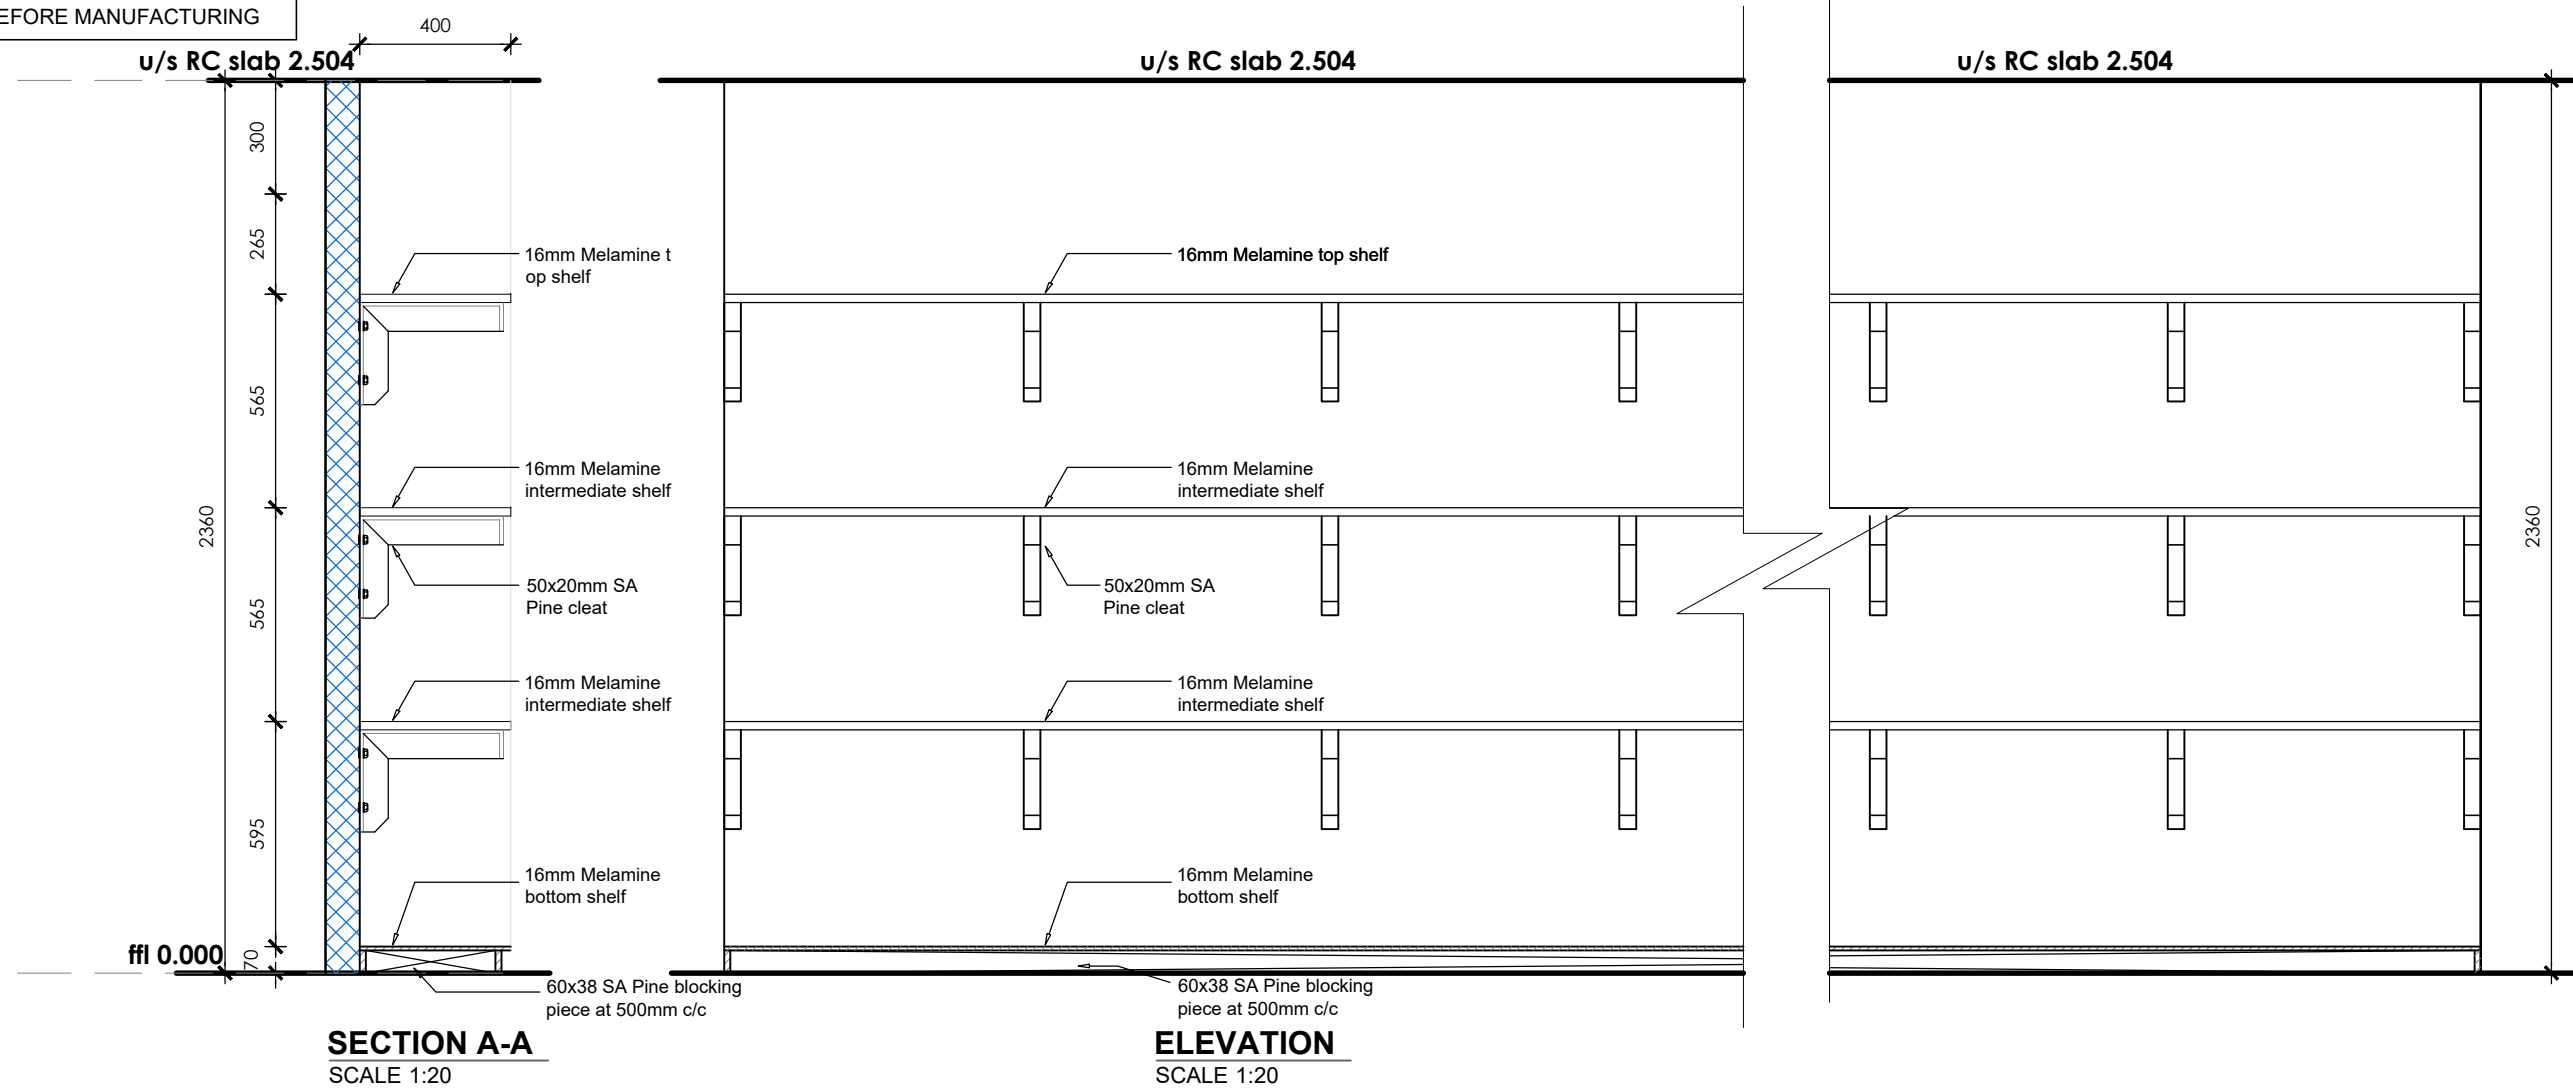 EFORE MANUFACTURING
400
u/s RC slab 2.504
u/s RC slab 2.504
u/s RC slab 2.504
300
265
16mm Melamine t
op shelf
16mm Melamine top shelf
565
16mm Melamine
intermediate shelf
16mm Melamine
intermediate shelf
2360
2360
50x20mm SA
Pine cleat
50x20mm SA
Pine cleat
565
16mm Melamine
intermediate shelf
16mm Melamine
intermediate shelf
595
16mm Melamine
bottom shelf
16mm Melamine
bottom shelf
ffl 0.000
70
60x38 SA Pine blocking
piece at 500mm c/c
60x38 SA Pine blocking
piece at 500mm c/c
SECTION A-A
SCALE 1:20
ELEVATION
SCALE 1:20